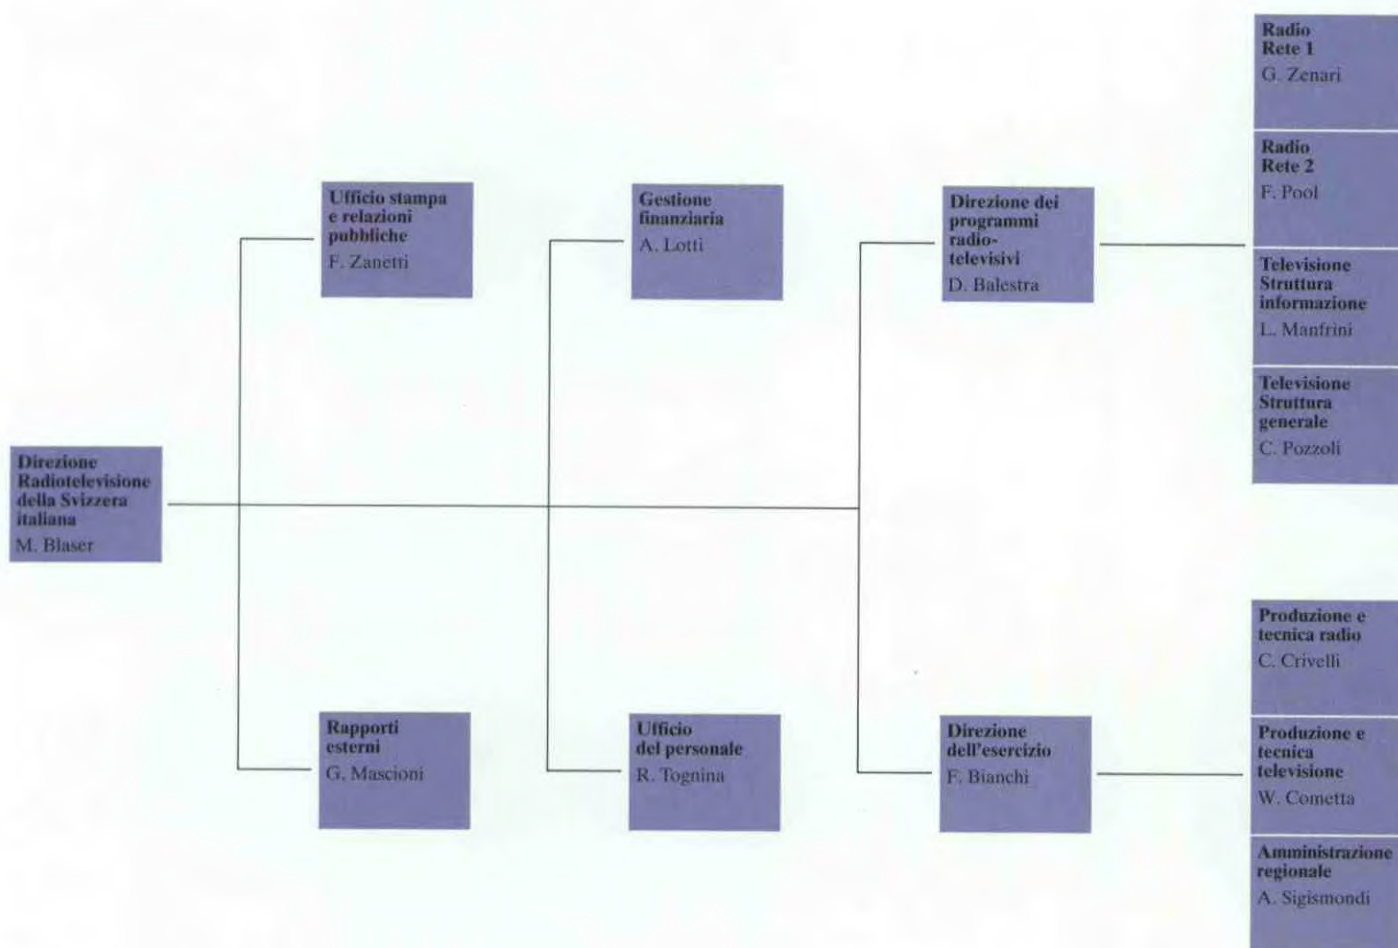 Direzione
Radiotelevisione
della Svizzera
italiana
M. Blaser
Ufficio stampa
e relazioni
pubbliche
F. Zanetti
Rapporti
esterni
G. Mascioni
Gestione
finanziaria
A. Lotti
Ufficio
del personale
R. Tognina
Direzione dei
programmi
radio-
televisivi
D. Balestra
Direzione
dell'esercizio
F. Bianchi
Radio
Rete 1
G. Zenari
Radio
Rete 2
F. Pool
Televisione
Struttura
informazione
L. Manfrini
Televisione
Struttura
generale
C. Pozzoli
Produzione e
tecnica radio
C. Crivelli
Produzione e
tecnica
televisione
W. Cometta
Amministrazione
regionale
A. Sigismondi